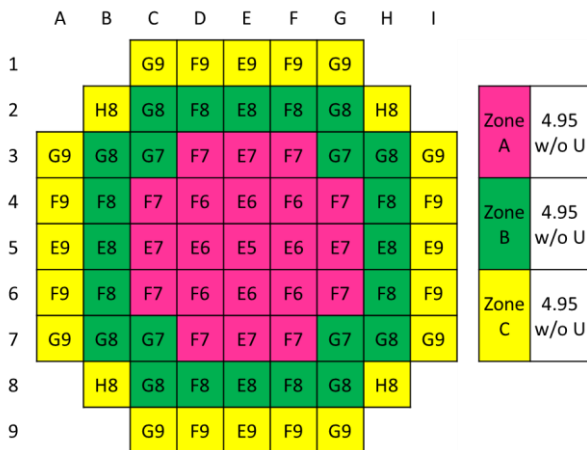 A B C D E F G H I
1 G9 F9 E9 F9 G9
2 H8 G8 F8 E8 F8 G8 H8
3 G9 G8 G7 F7 E7 F7 G7 G8 G9
4 F9 F8 F7 F6 E6 F6 F7 F8 F9
5 E9 E8 E7 E6 E5 E6 E7 E8 E9
6 F9 F8 F7 F6 E6 F6 F7 F8 F9
7 G9 G8 G7 F7 E7 F7 G7 G8 G9
8 H8 G8 F8 E8 F8 G8 H8
9 G9 F9 E9 F9 G9
Zone 4.95
A w/o U
Zone 4.95
B w/o U
Zone 4.95
C w/o U